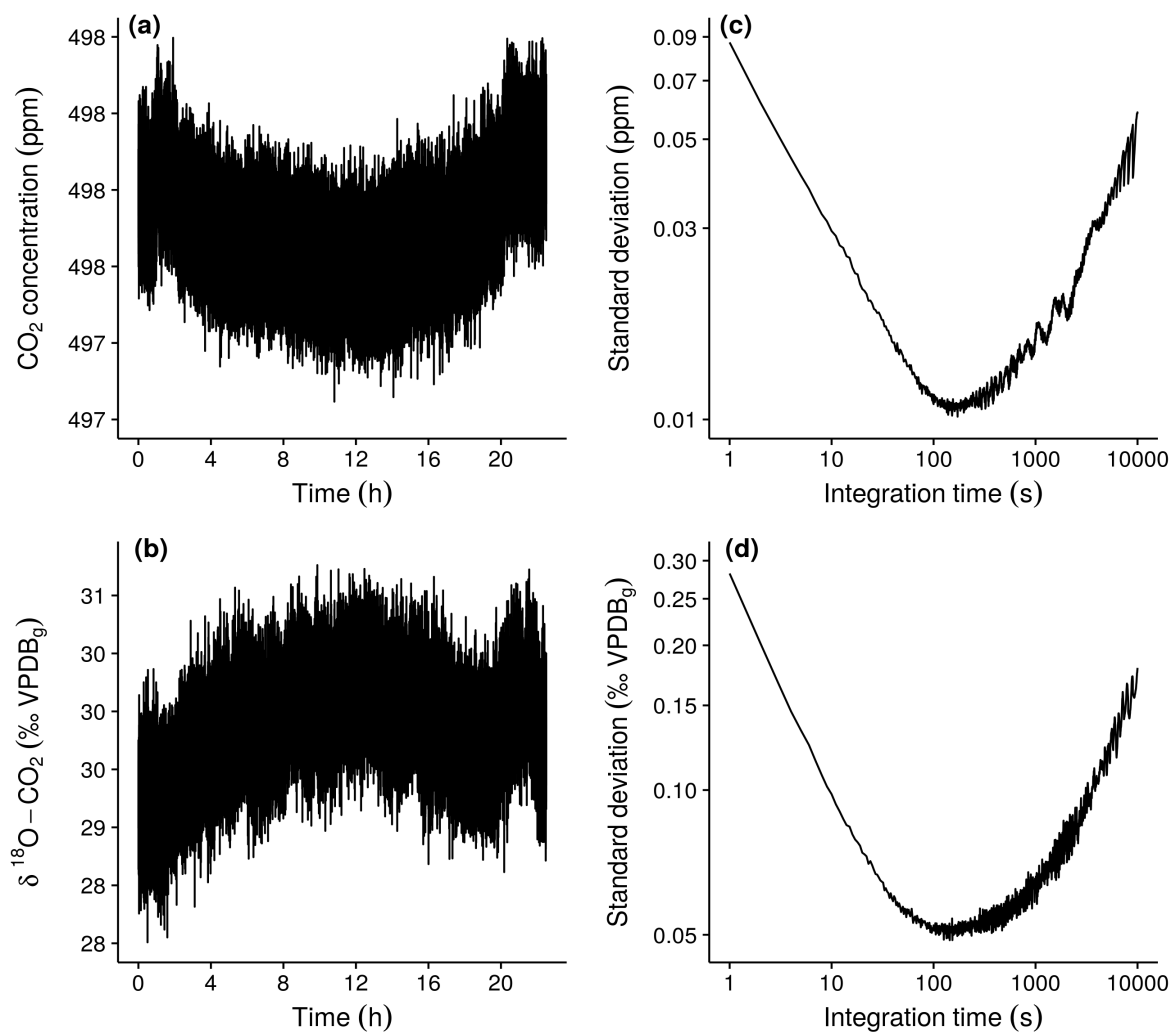 (a)
CO2 concentration (ppm)
498
498
498
498
497
497
0 4 8 12 16 20
Time (h)
(c)
Standard deviation (ppm)
0.09
0.07
0.05
0.03
0.01
1 10 100 1000 10000
Integration time (s)
(b)
δ 18O−CO2 (‰ VPDBg)
31
30
30
30
29
28
28
0 4 8 12 16 20
Time (h)
(d)
Standard deviation (‰ VPDBg)
0.30
0.25
0.20
0.15
0.10
0.05
1 10 100 1000 10000
Integration time (s)